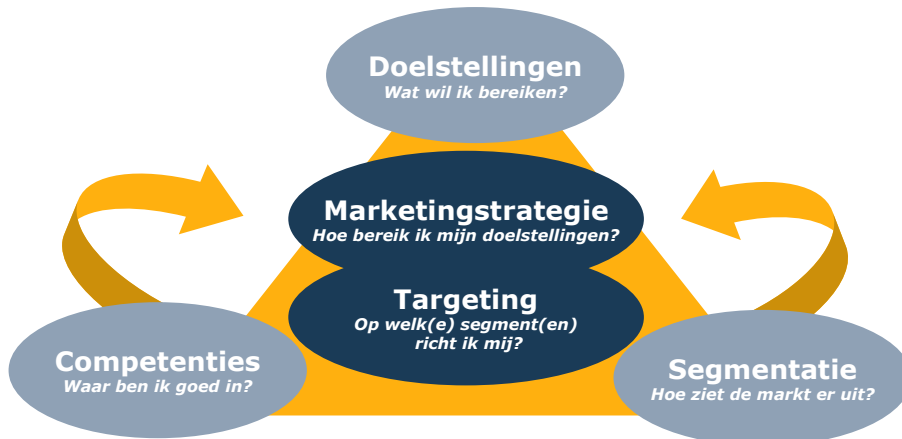 Doelstellingen
Wat wil ik bereiken?
Marketingstrategie
Hoe bereik ik mijn doelstellingen?
Targeting
Op welk(e) segment(en)
richt ik mij?
Competenties
Waar ben ik goed in?
Segmentatie
Hoe ziet de markt er uit?